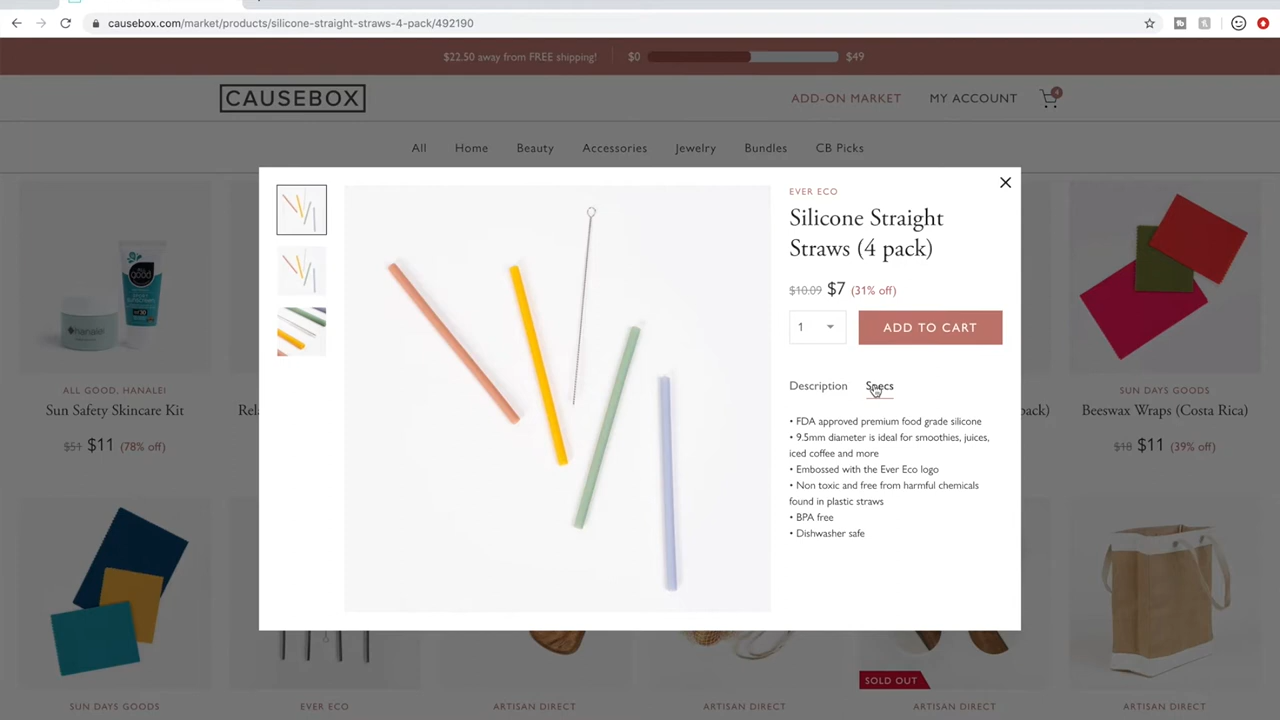 causebox.com/market/products/silicone-straight-straws-4-pack/492190
$22.50 away from FREE shipping! $0 $49
CAUSEBOX
ADD-ON MARKET MY ACCOUNT 4
All Home Beauty Accessories Jewelry Bundles CB Picks
EVER ECO
Silicone Straight
Straws (4 pack)
$10.09 $7 (31% off)
1 ADD TO CART
Description Specs
• FDA approved premium food grade silicone
• 9.5mm diameter is ideal for smoothies, juices,
iced coffee and more
• Embossed with the Ever Eco logo
• Non toxic and free from harmful chemicals
found in plastic straws
• BPA free
• Dishwasher safe
all good
hanalei
ALL GOOD, HANALEI
Sun Safety Skincare Kit
$51 $11 (78% off)
SUN DAYS GOODS
Beeswax Wraps (Costa Rica)
$18 $11 (39% off)
SOLD OUT
SUN DAYS GOODS
EVER ECO
ARTISAN DIRECT
ARTISAN DIRECT
ARTISAN DIRECT
ARTISAN DIRECT